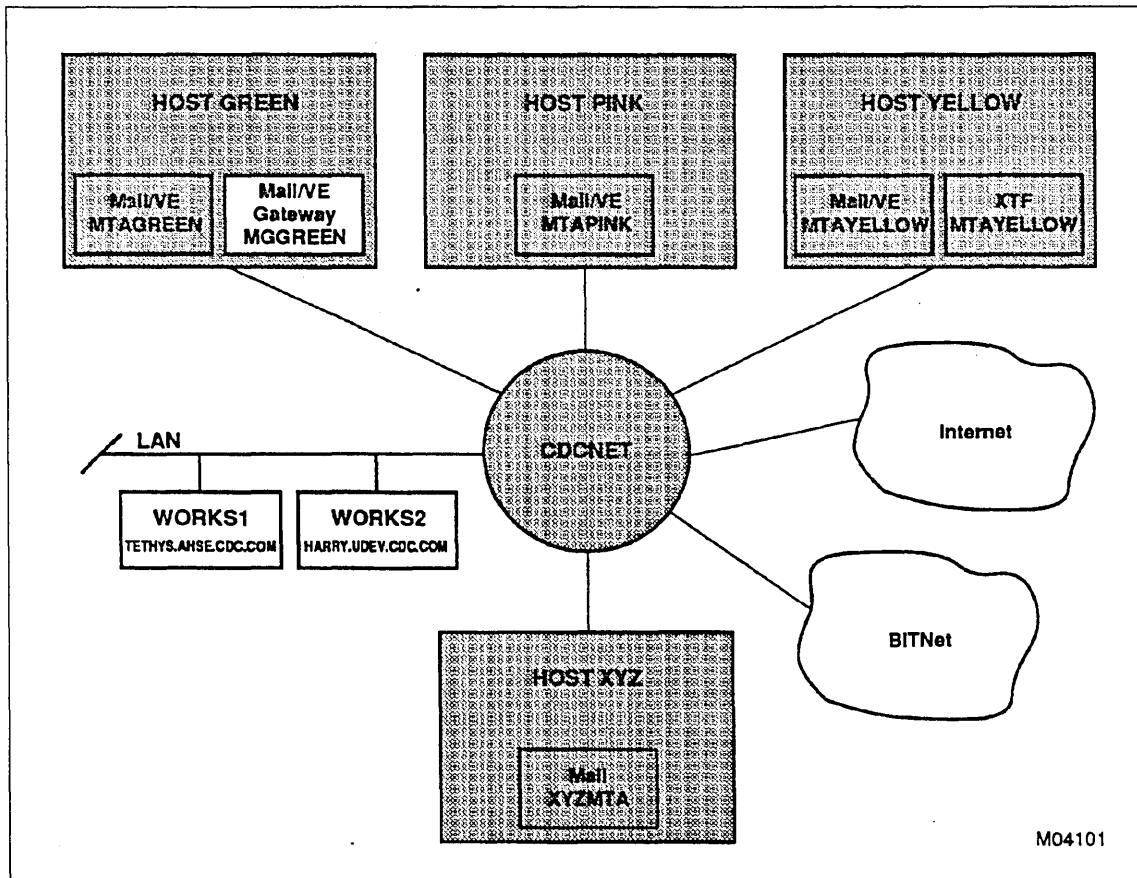 HOST GREEN
Mail/VE
MTAGREEN
Mail/VE
Gateway
MGGREEN
HOST PINK
Mail/VE
MTAPINK
HOST YELLOW
Mail/VE
MTAYELLOW
XTF
MTAYELLOW
CDCNET
Internet
LAN
WORKS1
TETHYS.AHSE.CDC.COM
WORKS2
HARRY.UDEV.CDC.COM
BITNet
HOST XYZ
Mail
XYZMTA
M04101